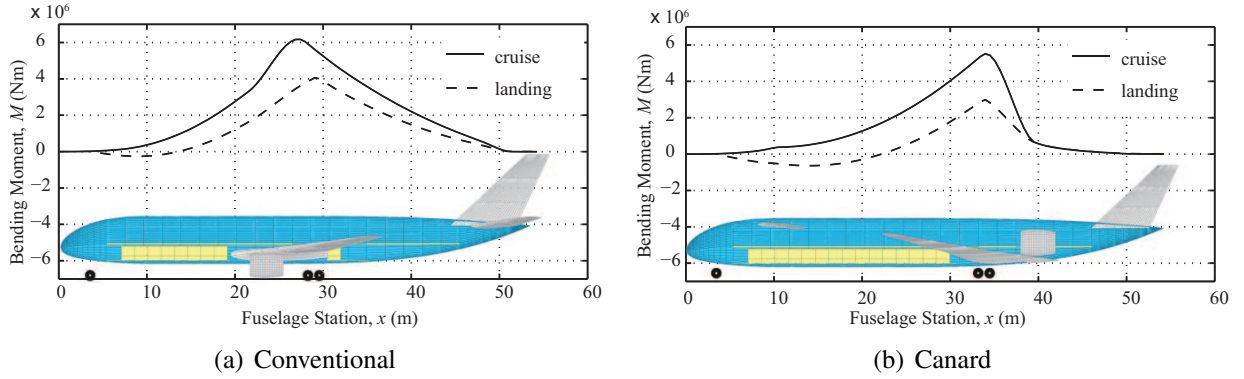 x 10⁶
6
4
2
0
−2
−4
−6
Bending Moment, M (Nm)
cruise
landing
0 10 20 30 40 50 60
Fuselage Station, x (m)
(a) Conventional
x 10⁶
6
4
2
0
−2
−4
−6
Bending Moment, M (Nm)
cruise
landing
0 10 20 30 40 50 60
Fuselage Station, x (m)
(b) Canard